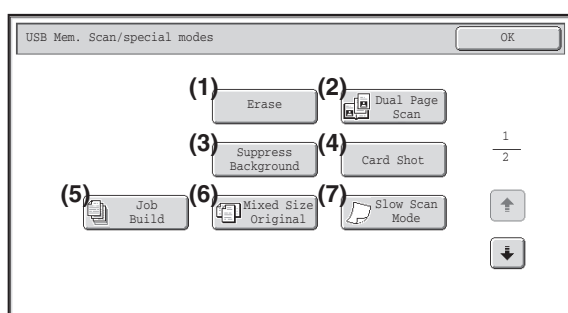 USB Mem. Scan/special modes
OK
(1)
Erase
(2)
Dual Page
Scan
(3)
Suppress
Background
(4)
Card Shot
1
2
(5)
Job
Build
(6)
Mixed Size
Original
(7)
Slow Scan
Mode